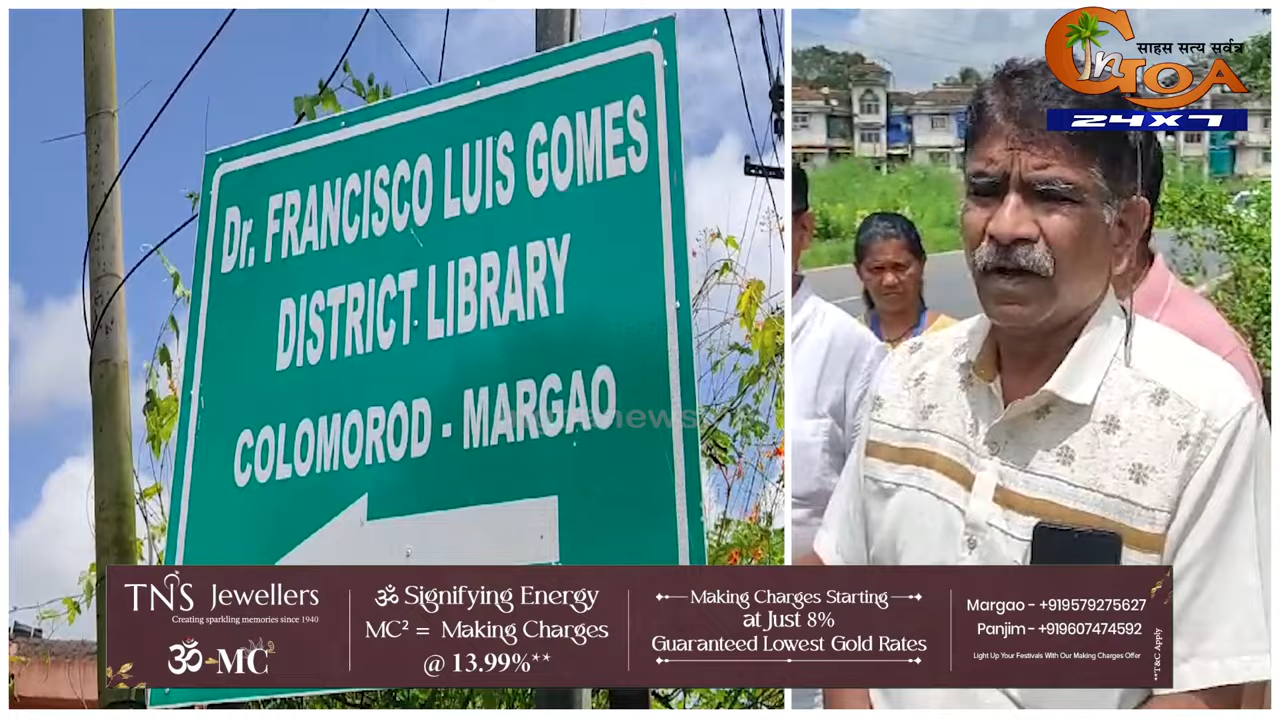 Dr. FRANCISCO LUIS GOMES
DISTRICT LIBRARY
COLOMOROD - MARGAO
साहस सत्य सर्वत्र
In GOA
24X7
TNS Jewellers
Creating sparkling memories since 1940
ॐ-MC
ॐ Signifying Energy
MC² = Making Charges
@ 13.99%**
Making Charges Starting
at Just 8%
Guaranteed Lowest Gold Rates
Margao - +919579275627
Panjim - +919607474592
Light Up Your Festivals With Our Making Charges Offer
**T&C Apply